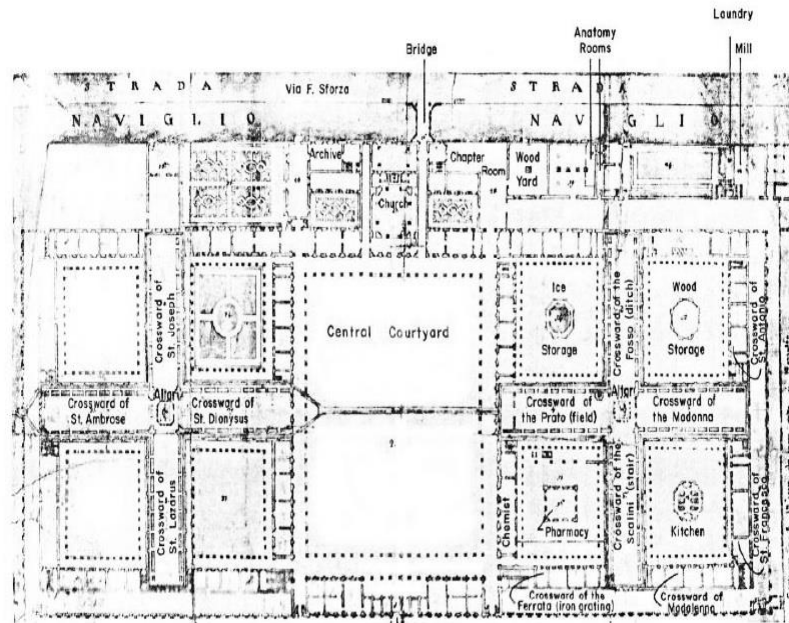 Laundry
Anatomy
Rooms
Mill
Bridge
STRADA
Via F. Sforza
STRADA
NAVIGLIO
NAVIGLIO
Archive
Church
Chapter
Room
Wood
Yard
Crossward of
St. Joseph
Central Courtyard
Ice
Storage
Crossward of the
Fosso (ditch)
Wood
Storage
Crossward of
St. Antonio
Crossward of
St. Ambrose
Altar
Crossward of
St. Dionysus
Crossward of
the Prato (field)
Altar
Crossward of
the Madonna
Crossward of
St. Lazarus
2.
Chemist
Pharmacy
Crossward of the
Scalini (stair)
Kitchen
Crossward of
St. Francesco
Crossward of the
Ferrata (iron grating)
Crossward of
Madalenna